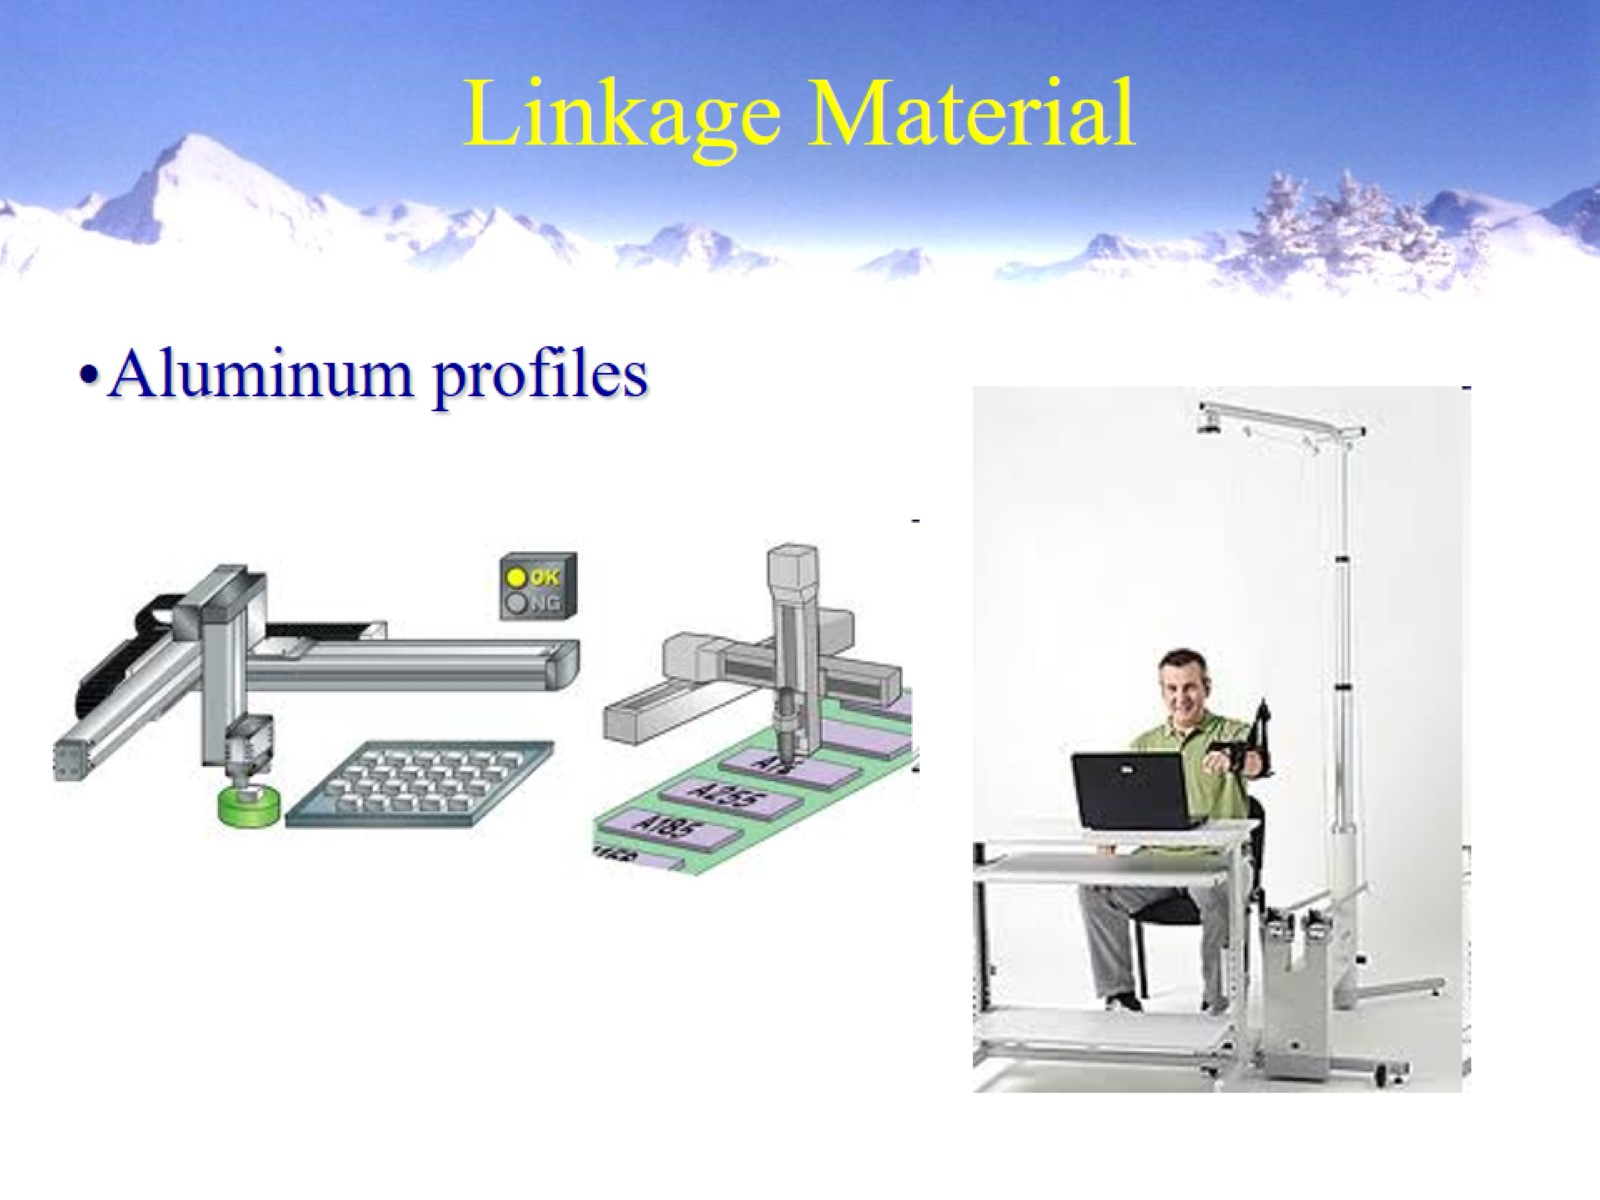 Linkage Material
•Aluminum profiles
OK
NG
A255
A185